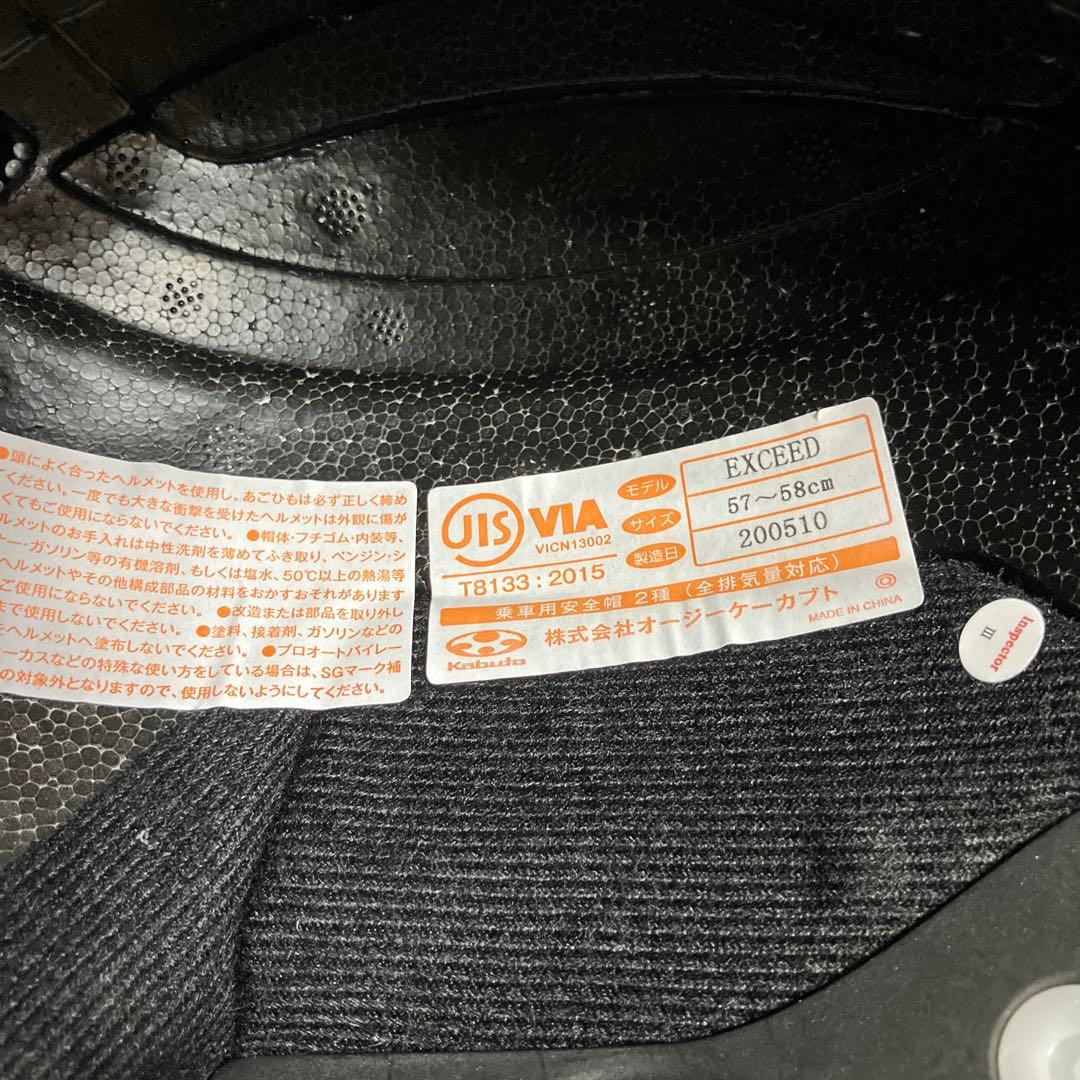 ●頭によく合ったヘルメットを使用し、あごひもは必ず正しく締め
ください。一度でも大きな衝撃を受けたヘルメットは外観に傷が
くてもご使用にならないでください。 ●帽体・フチゴム・内装等、
ルメットのお手入れは中性洗剤を薄めてふき取り、ベンジン・シ
ナー・ガソリン等の有機溶剤、もしくは塩水、50℃以上の熱湯等
ヘルメットやその他構成部品の材料をおかすおそれがあります
ご使用にならないでください。 ●改造または部品を取り外し
まで使用しないでください。 ●塗料、接着剤、ガソリンなどの
をヘルメットへ塗布しないでください。 ●プロオートバイレー
ーカスなどの特殊な使い方をしている場合は、SGマーク補
の対象外となりますので、使用しないようにしてください。
JIS VIA
VICN13002
T8133:2015
モデル EXCEED
サイズ 57～58cm
製造日 200510
乗車用安全帽 2種 (全排気量対応)
Kabuto 株式会社オージーケーカブト
MADE IN CHINA
Inspector
III